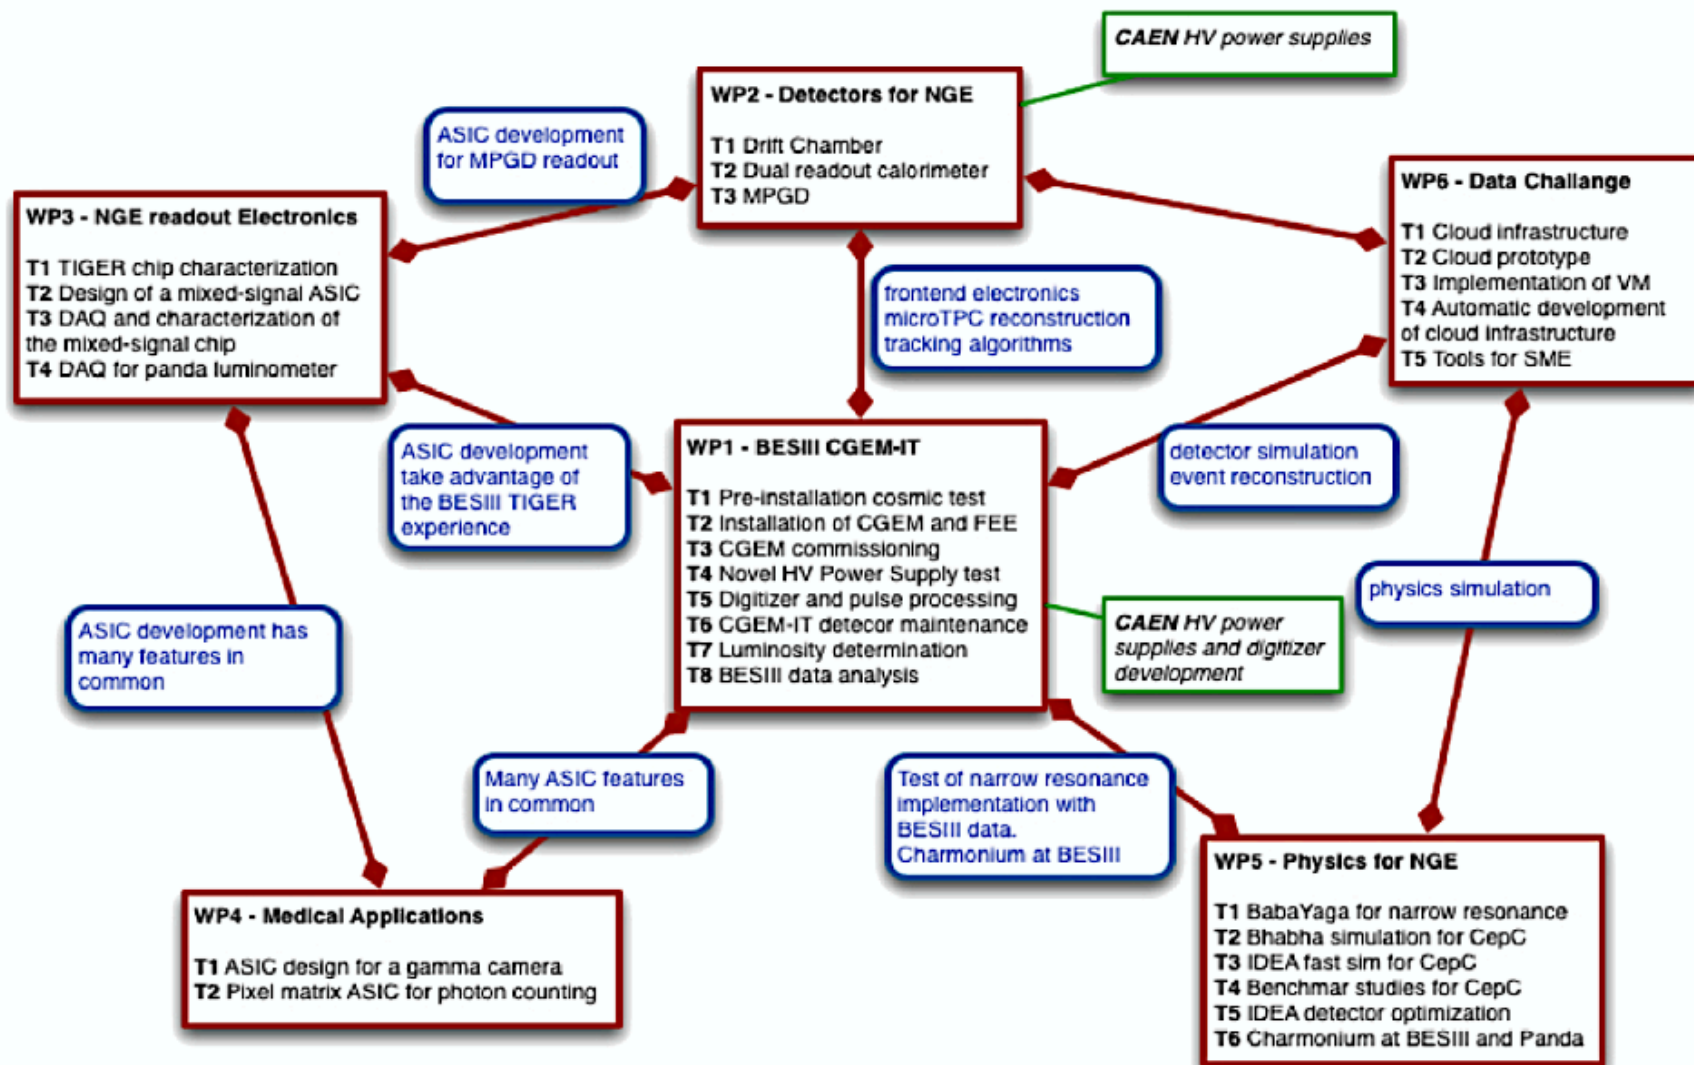 CAEN HV power supplies
WP2 - Detectors for NGE
T1 Drift Chamber
T2 Dual readout calorimeter
T3 MPGD
ASIC development
for MPGD readout
WP6 - Data Challange
T1 Cloud infrastructure
T2 Cloud prototype
T3 Implementation of VM
T4 Automatic development
of cloud infrastructure
T5 Tools for SME
WP3 - NGE readout Electronics
T1 TIGER chip characterization
T2 Design of a mixed-signal ASIC
T3 DAQ and characterization of
the mixed-signal chip
T4 DAQ for panda luminometer
frontend electronics
microTPC reconstruction
tracking algorithms
ASIC development
take advantage of
the BESIII TIGER
experience
WP1 - BESIII CGEM-IT
T1 Pre-installation cosmic test
T2 Installation of CGEM and FEE
T3 CGEM commissioning
T4 Novel HV Power Supply test
T5 Digitizer and pulse processing
T6 CGEM-IT detecor maintenance
T7 Luminosity determination
T8 BESIII data analysis
detector simulation
event reconstruction
physics simulation
CAEN HV power
supplies and digitizer
development
ASIC development has
many features in
common
Many ASIC features
in common
Test of narrow resonance
implementation with
BESIII data.
Charmonium at BESIII
WP4 - Medical Applications
T1 ASIC design for a gamma camera
T2 Pixel matrix ASIC for photon counting
WP5 - Physics for NGE
T1 BabaYaga for narrow resonance
T2 Bhabha simulation for CepC
T3 IDEA fast sim for CepC
T4 Benchmar studies for CepC
T5 IDEA detector optimization
T6 Charmonium at BESIII and Panda